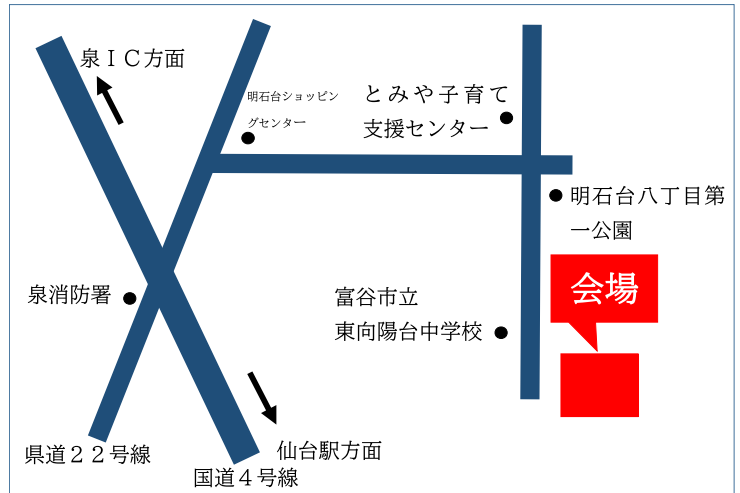 泉ＩＣ方面
明石台ショッピン
グセンター
とみや子育て
支援センター
明石台八丁目第
一公園
会場
泉消防署
富谷市立
東向陽台中学校
県道２２号線
仙台駅方面
国道４号線